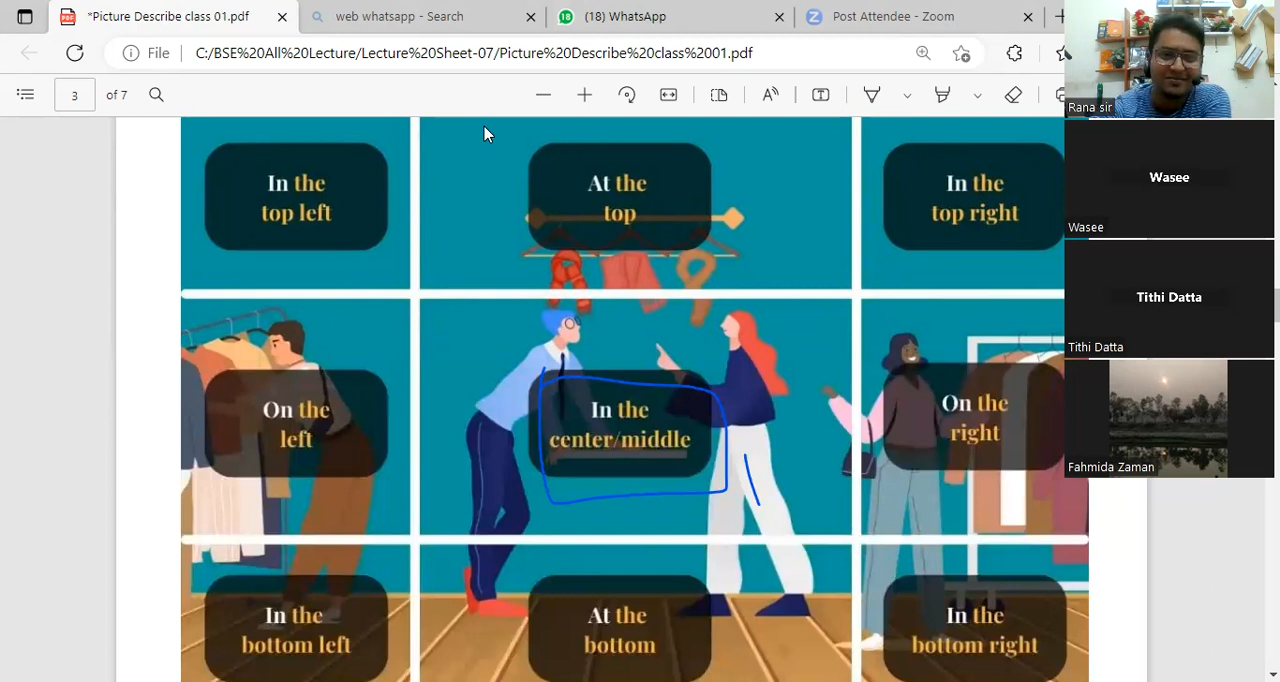 *Picture Describe class 01.pdf
web whatsapp - Search
18
(18) WhatsApp
Z
Post Attendee - Zoom
File
C:/BSE%20All%20Lecture/Lecture%20Sheet-07/Picture%20Describe%20class%2001.pdf
3
of 7
In the
top left
At the
top
In the
top right
On the
left
In the
center/middle
On the
right
In the
bottom left
At the
bottom
In the
bottom right
Rana sir
Wasee
Wasee
Tithi Datta
Tithi Datta
Fahmida Zaman